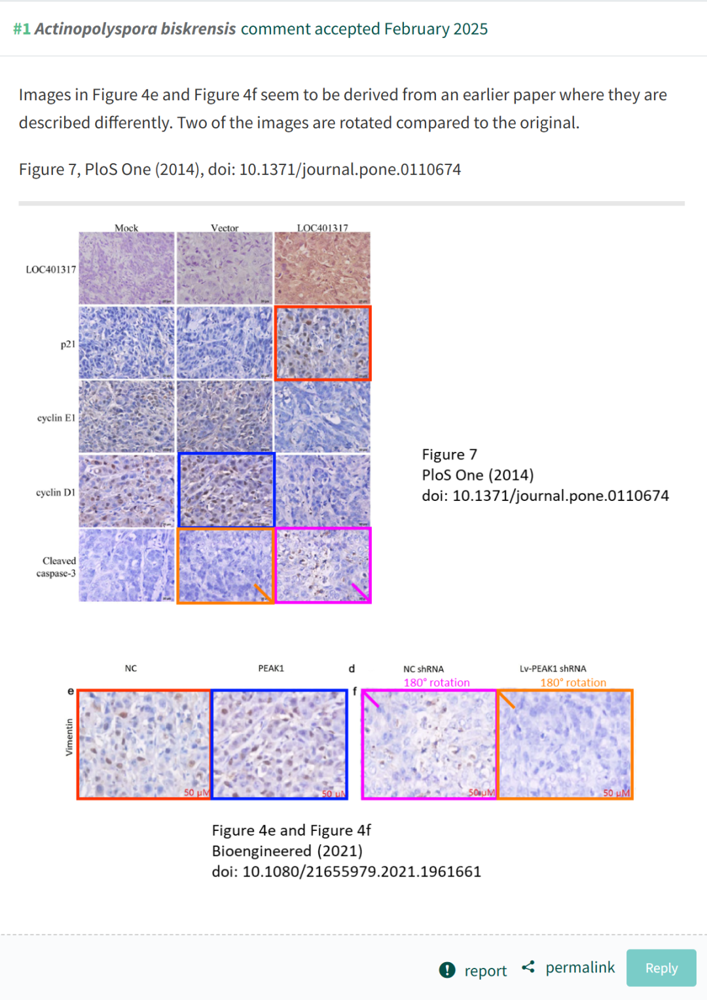 #1 Actinopolyspora biskrensis comment accepted February 2025
Images in Figure 4e and Figure 4f seem to be derived from an earlier paper where they are
described differently. Two of the images are rotated compared to the original.
Figure 7, PloS One (2014), doi: 10.1371/journal.pone.0110674
Mock Vector LOC401317
LOC401317
p21
cyclin E1
cyclin D1
Cleaved
caspase-3
Figure 7
PloS One (2014)
doi: 10.1371/journal.pone.0110674
NC PEAK1 d NC shRNA Lv-PEAK1 shRNA
180° rotation 180° rotation
e f
Vimentin
50 µM 50 µM 50 µM 50 µM
Figure 4e and Figure 4f
Bioengineered (2021)
doi: 10.1080/21655979.2021.1961661
report permalink Reply